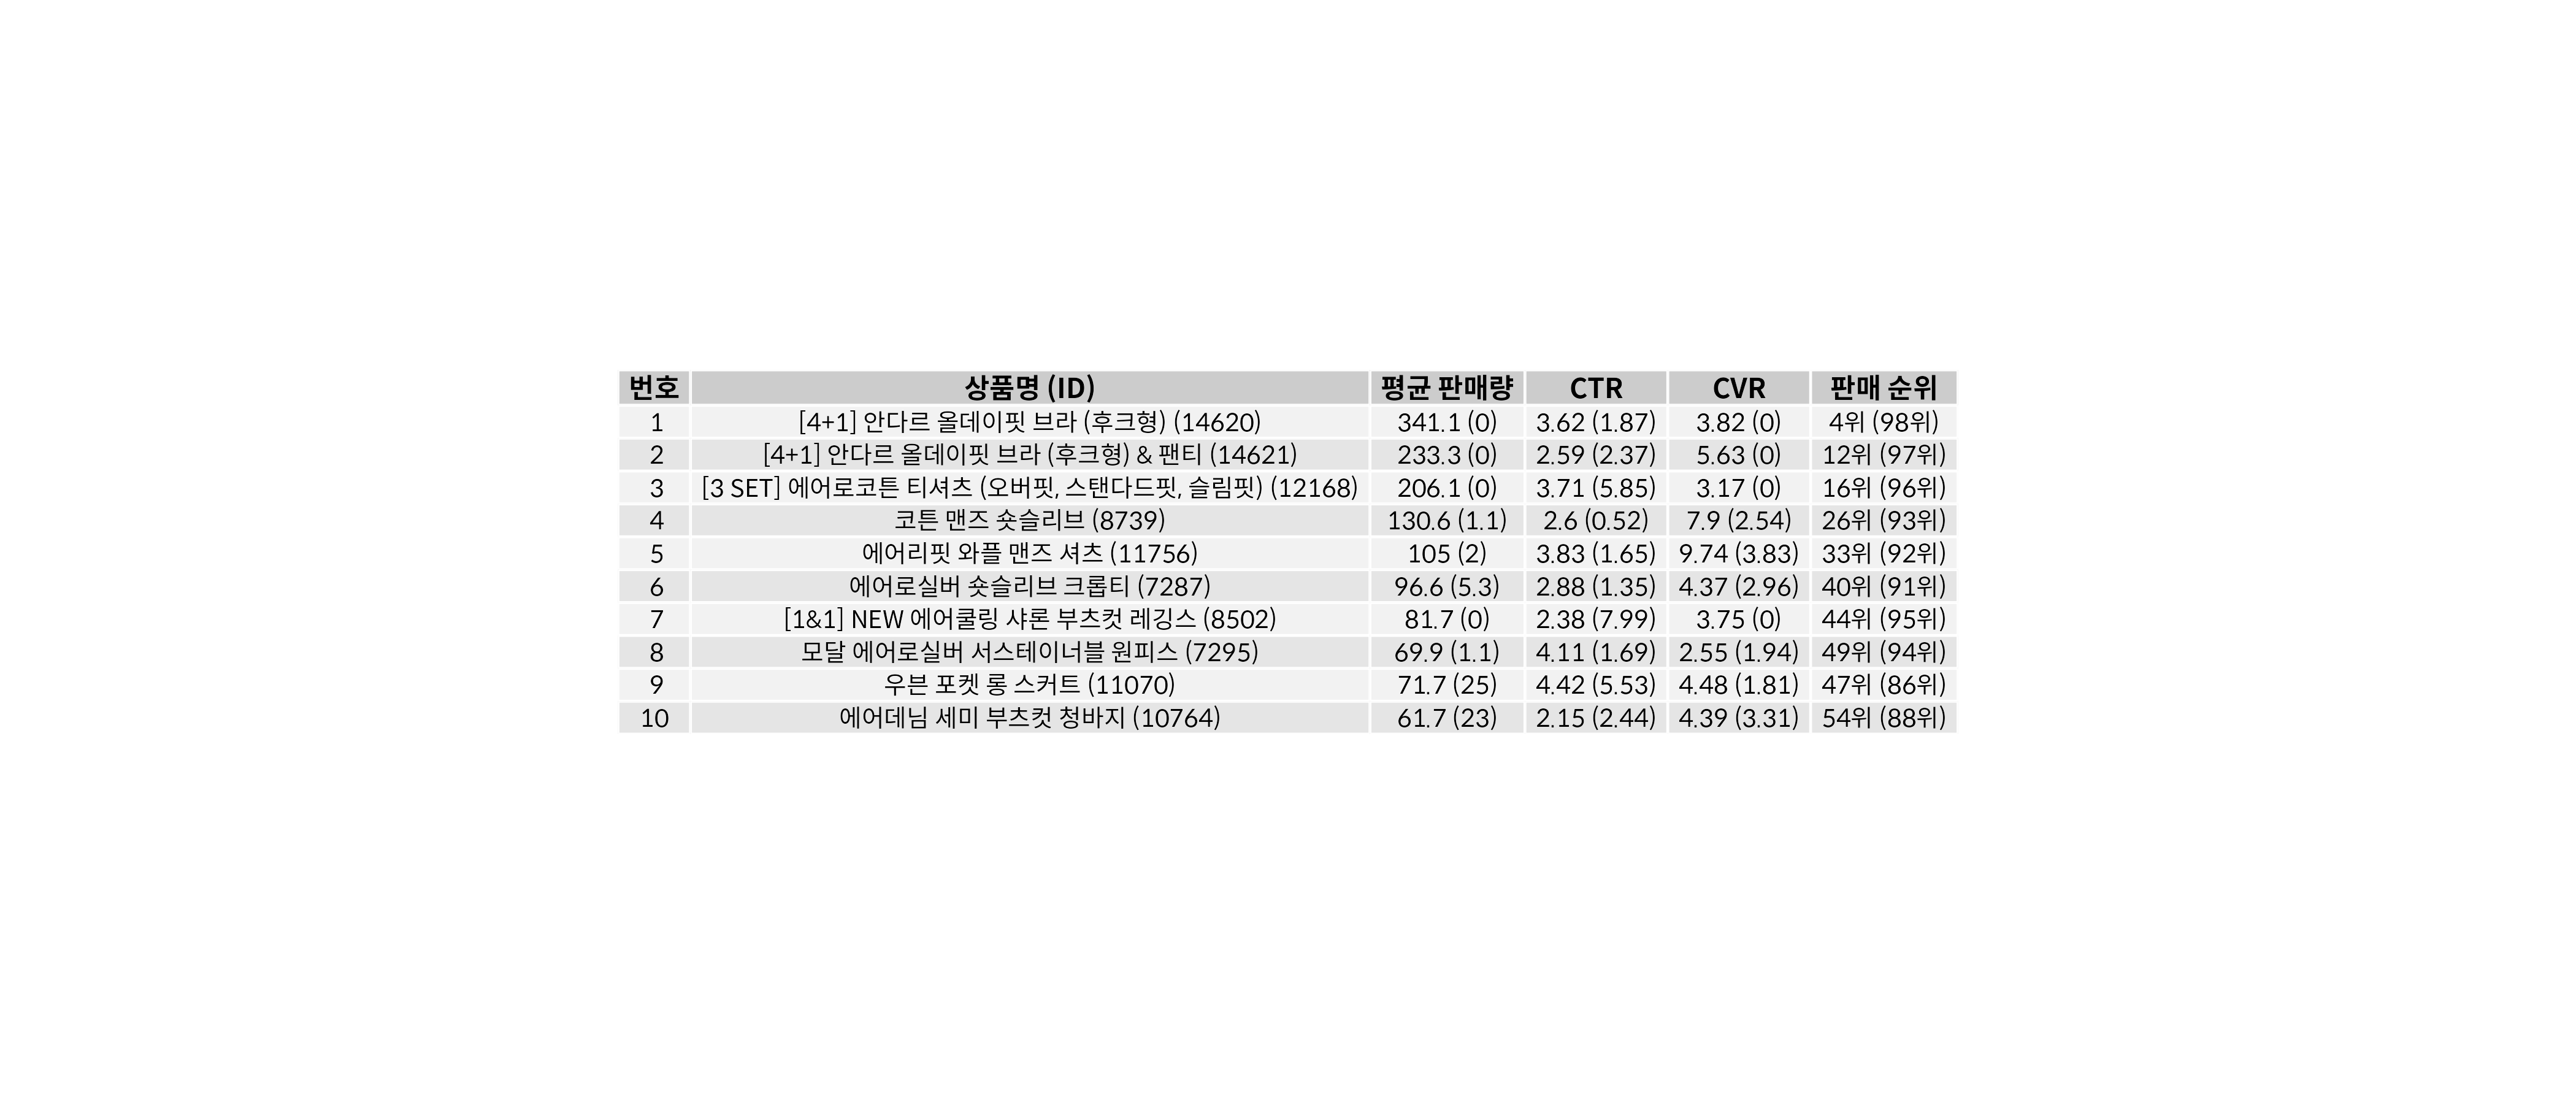 번호 상품명 (ID) 평균 판매량 CTR CVR 판매 순위
1 [4+1] 안다르 올데이핏 브라 (후크형) (14620) 341.1 (0) 3.62 (1.87) 3.82 (0) 4위 (98위)
2 [4+1] 안다르 올데이핏 브라 (후크형) & 팬티 (14621) 233.3 (0) 2.59 (2.37) 5.63 (0) 12위 (97위)
3 [3 SET] 에어로코튼 티셔츠 (오버핏, 스탠다드핏, 슬림핏) (12168) 206.1 (0) 3.71 (5.85) 3.17 (0) 16위 (96위)
4 코튼 맨즈 숏슬리브 (8739) 130.6 (1.1) 2.6 (0.52) 7.9 (2.54) 26위 (93위)
5 에어리핏 와플 맨즈 셔츠 (11756) 105 (2) 3.83 (1.65) 9.74 (3.83) 33위 (92위)
6 에어로실버 숏슬리브 크롭티 (7287) 96.6 (5.3) 2.88 (1.35) 4.37 (2.96) 40위 (91위)
7 [1&1] NEW 에어쿨링 샤론 부츠컷 레깅스 (8502) 81.7 (0) 2.38 (7.99) 3.75 (0) 44위 (95위)
8 모달 에어로실버 서스테이너블 원피스 (7295) 69.9 (1.1) 4.11 (1.69) 2.55 (1.94) 49위 (94위)
9 우븐 포켓 롱 스커트 (11070) 71.7 (25) 4.42 (5.53) 4.48 (1.81) 47위 (86위)
10 에어데님 세미 부츠컷 청바지 (10764) 61.7 (23) 2.15 (2.44) 4.39 (3.31) 54위 (88위)